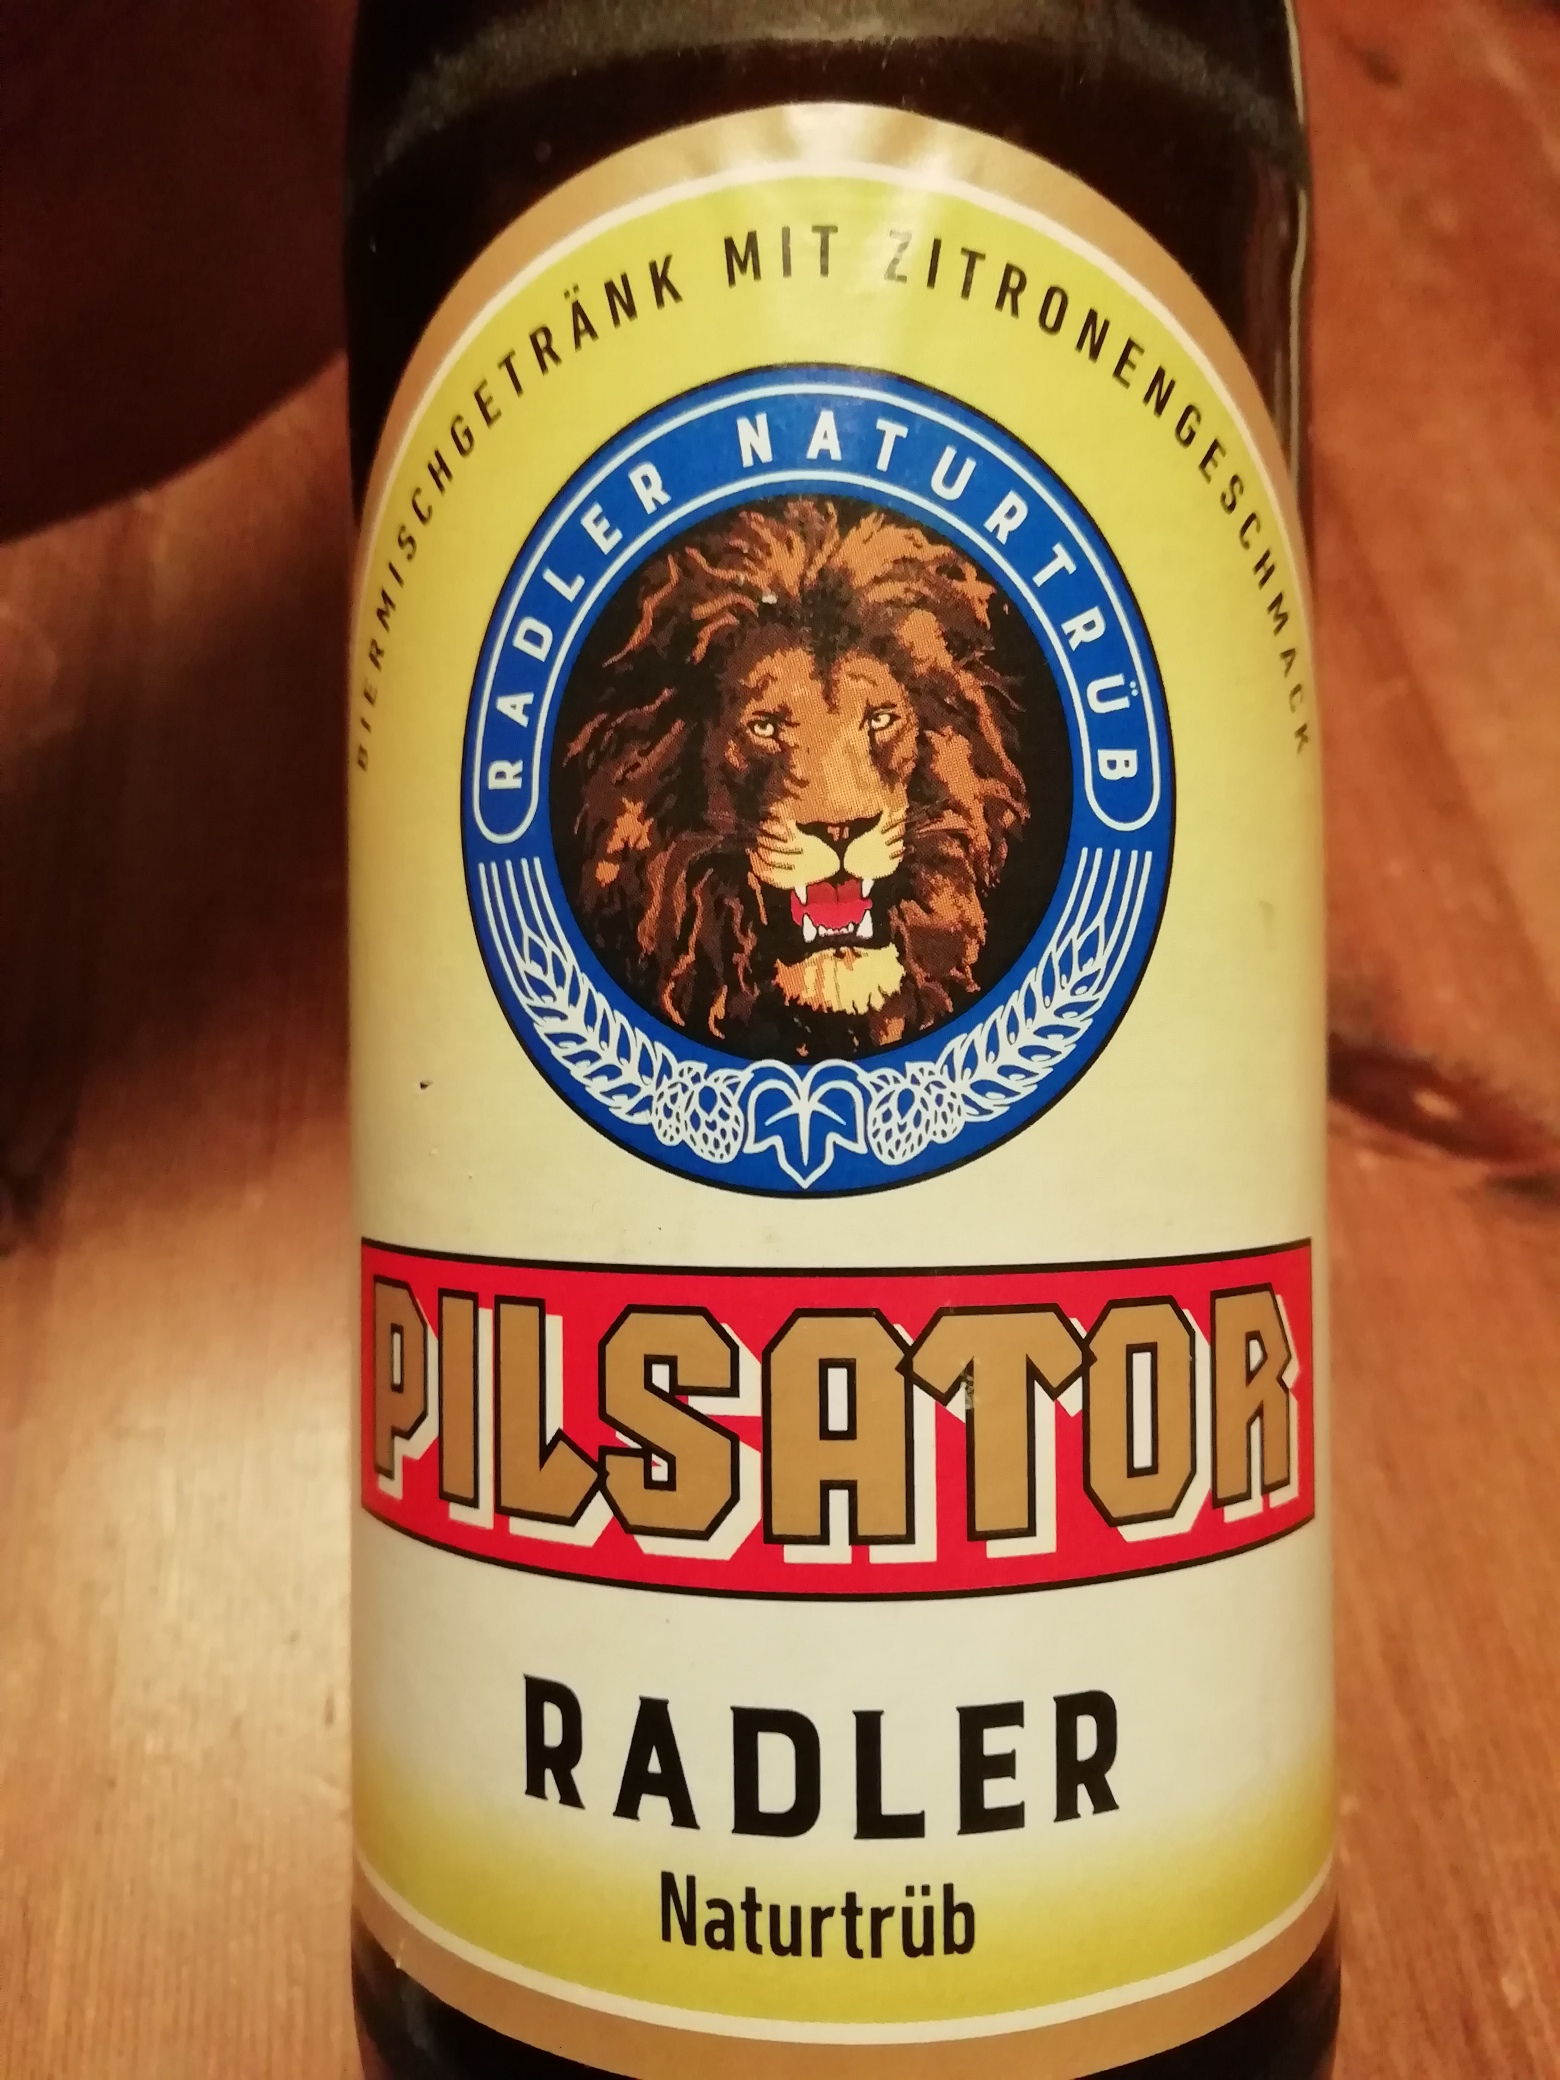 BIERMISCHGETRÄNK MIT ZITRONENGESCHMACK
RADLER NATURTRÜB
PILSATOR
RADLER
Naturtrüb